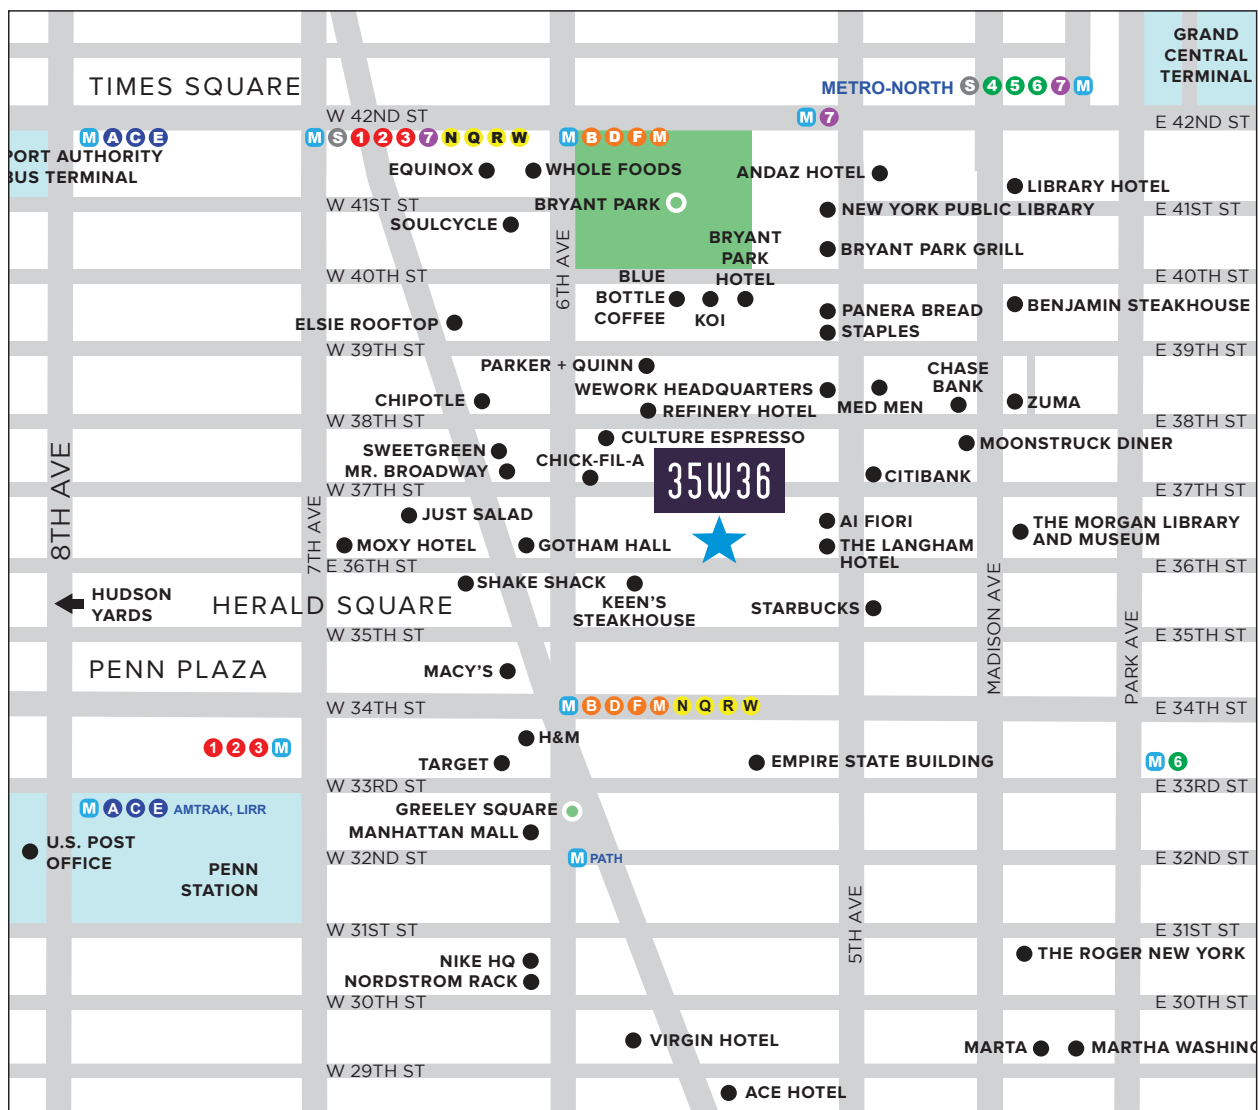 GRAND
CENTRAL
TERMINAL
TIMES SQUARE
METRO-NORTH S 4 5 6 7 M
W 42ND ST
M 7
E 42ND ST
M A C E
M S 1 2 3 7 N Q R W
M B D F M
PORT AUTHORITY
BUS TERMINAL
EQUINOX
WHOLE FOODS
ANDAZ HOTEL
LIBRARY HOTEL
W 41ST ST
BRYANT PARK
NEW YORK PUBLIC LIBRARY
E 41ST ST
SOULCYCLE
BRYANT
PARK
HOTEL
BRYANT PARK GRILL
6TH AVE
W 40TH ST
E 40TH ST
BLUE
BOTTLE
COFFEE
KOI
BENJAMIN STEAKHOUSE
PANERA BREAD
STAPLES
ELSIE ROOFTOP
W 39TH ST
E 39TH ST
PARKER + QUINN
CHASE
BANK
WEWORK HEADQUARTERS
MED MEN
CHIPOTLE
REFINERY HOTEL
ZUMA
W 38TH ST
E 38TH ST
CULTURE ESPRESSO
MOONSTRUCK DINER
SWEETGREEN
MR. BROADWAY
CHICK-FIL-A
35W36
CITIBANK
8TH AVE
W 37TH ST
E 37TH ST
7TH AVE
JUST SALAD
AI FIORI
THE MORGAN LIBRARY
AND MUSEUM
MOXY HOTEL
GOTHAM HALL
THE LANGHAM
HOTEL
E 36TH ST
E 36TH ST
HUDSON
YARDS
HERALD SQUARE
SHAKE SHACK
KEEN'S
STEAKHOUSE
STARBUCKS
MADISON AVE
PARK AVE
W 35TH ST
E 35TH ST
PENN PLAZA
MACY'S
W 34TH ST
M B D F M N Q R W
E 34TH ST
1 2 3 M
H&M
TARGET
EMPIRE STATE BUILDING
M 6
W 33RD ST
E 33RD ST
M A C E AMTRAK, LIRR
GREELEY SQUARE
MANHATTAN MALL
U.S. POST
OFFICE
W 32ND ST
M PATH
E 32ND ST
PENN
STATION
5TH AVE
W 31ST ST
E 31ST ST
NIKE HQ
THE ROGER NEW YORK
NORDSTROM RACK
W 30TH ST
E 30TH ST
VIRGIN HOTEL
MARTA
MARTHA WASHING
W 29TH ST
ACE HOTEL